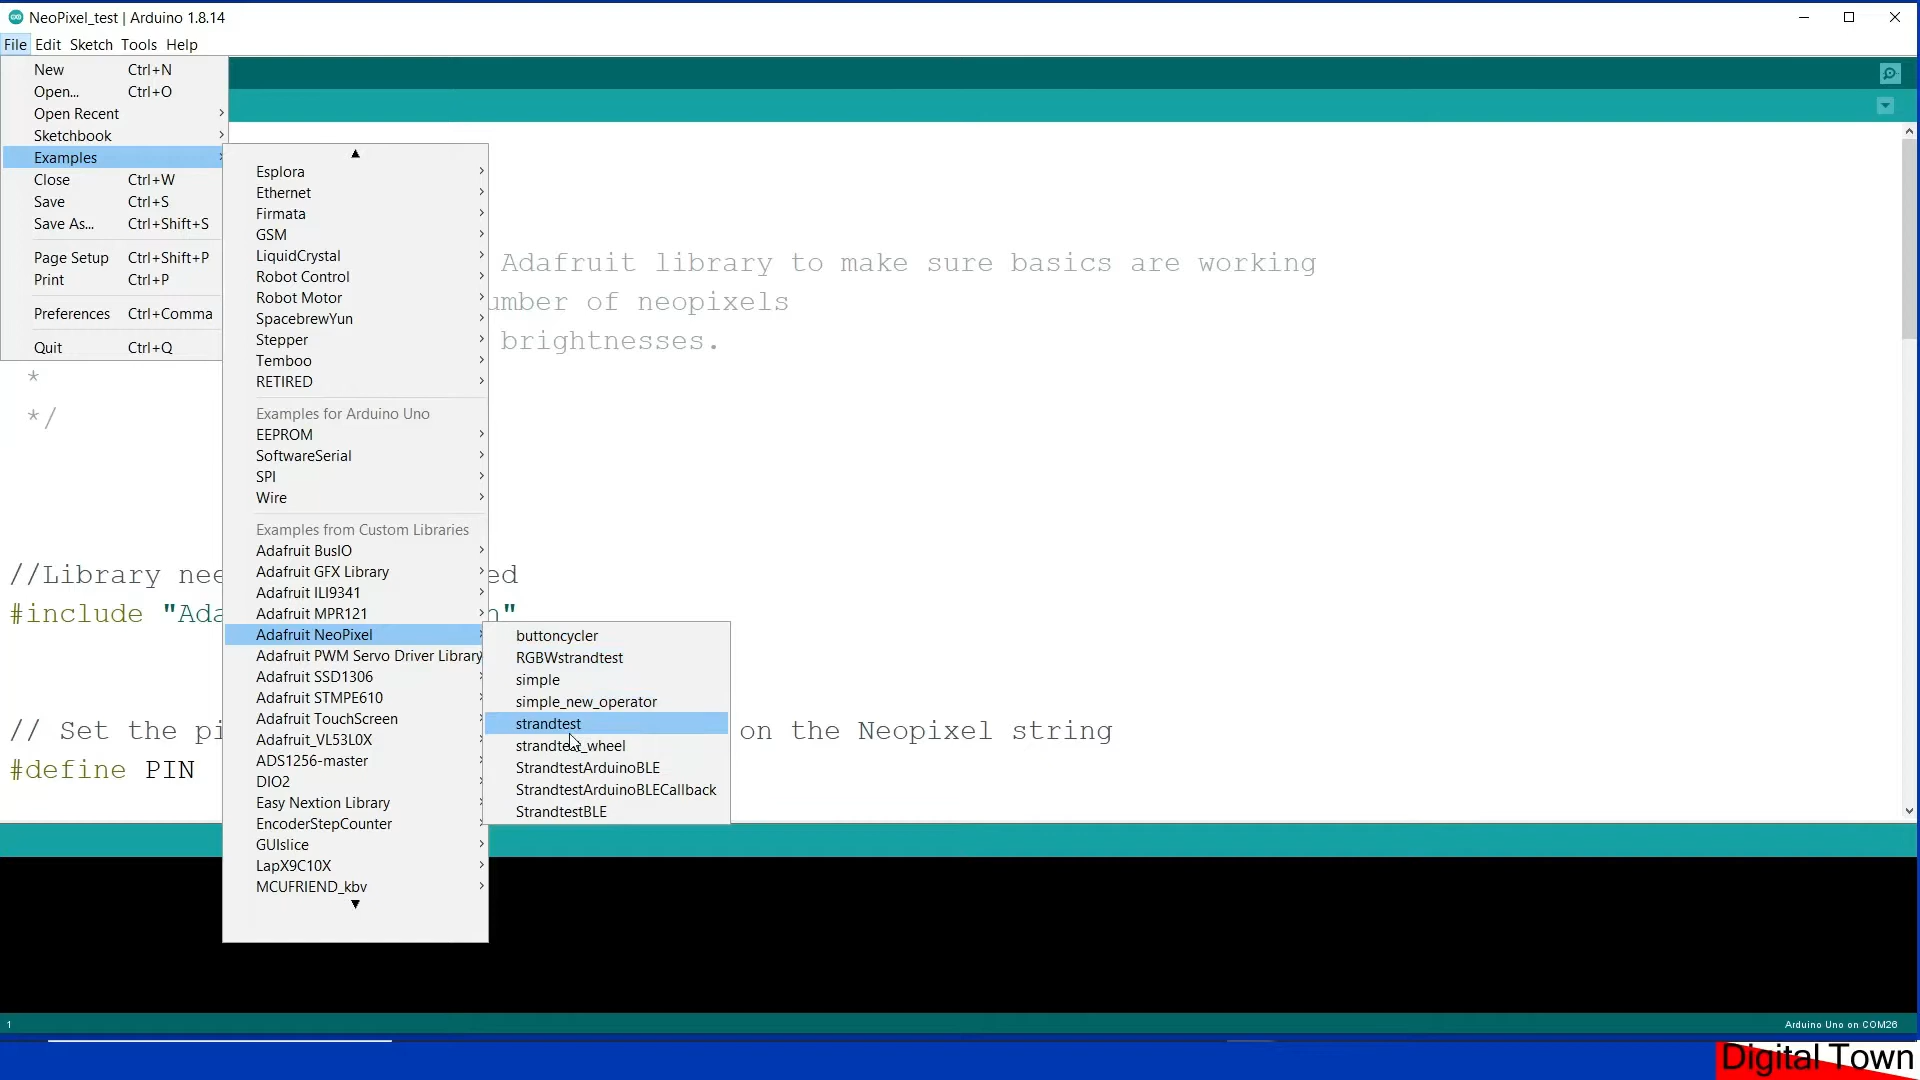 NeoPixel_test | Arduino 1.8.14
File Edit Sketch Tools Help
New Ctrl+N
Open... Ctrl+O
Open Recent
Sketchbook
Examples
Close Ctrl+W
Save Ctrl+S
Save As... Ctrl+Shift+S
Page Setup Ctrl+Shift+P
Print Ctrl+P
Preferences Ctrl+Comma
Quit Ctrl+Q
Esplora
Ethernet
Firmata
GSM
LiquidCrystal
Robot Control
Robot Motor
SpacebrewYun
Stepper
Temboo
RETIRED
Examples for Arduino Uno
EEPROM
SoftwareSerial
SPI
Wire
Examples from Custom Libraries
Adafruit BusIO
Adafruit GFX Library
Adafruit ILI9341
Adafruit MPR121
Adafruit NeoPixel
Adafruit PWM Servo Driver Library
Adafruit SSD1306
Adafruit STMPE610
Adafruit TouchScreen
Adafruit_VL53L0X
ADS1256-master
DIO2
Easy Nextion Library
EncoderStepCounter
GUIslice
LapX9C10X
MCUFRIEND_kbv
buttoncycler
RGBWstrandtest
simple
simple_new_operator
strandtest
strandtest_wheel
StrandtestArduinoBLE
StrandtestArduinoBLECallback
StrandtestBLE
Adafruit library to make sure basics are working
umber of neopixels
brightnesses.
*
*/
//Library nee ed
#include "Ada n"
// Set the pi on the Neopixel string
#define PIN
1
Arduino Uno on COM26
Digital Town